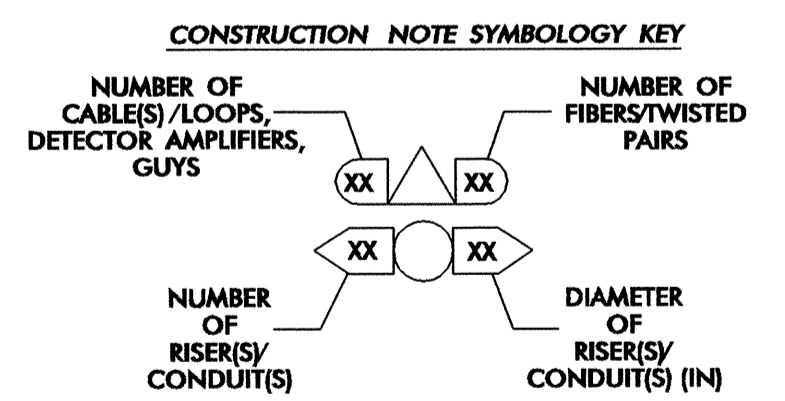 CONSTRUCTION NOTE SYMBOLOGY KEY
NUMBER OF
CABLE(S)/LOOPS,
DETECTOR AMPLIFIERS,
GUYS
NUMBER OF
FIBERS/TWISTED
PAIRS
XX
XX
XX
XX
NUMBER
OF
RISER(S)/
CONDUIT(S)
DIAMETER
OF
RISER(S)/
CONDUIT(S) (IN)